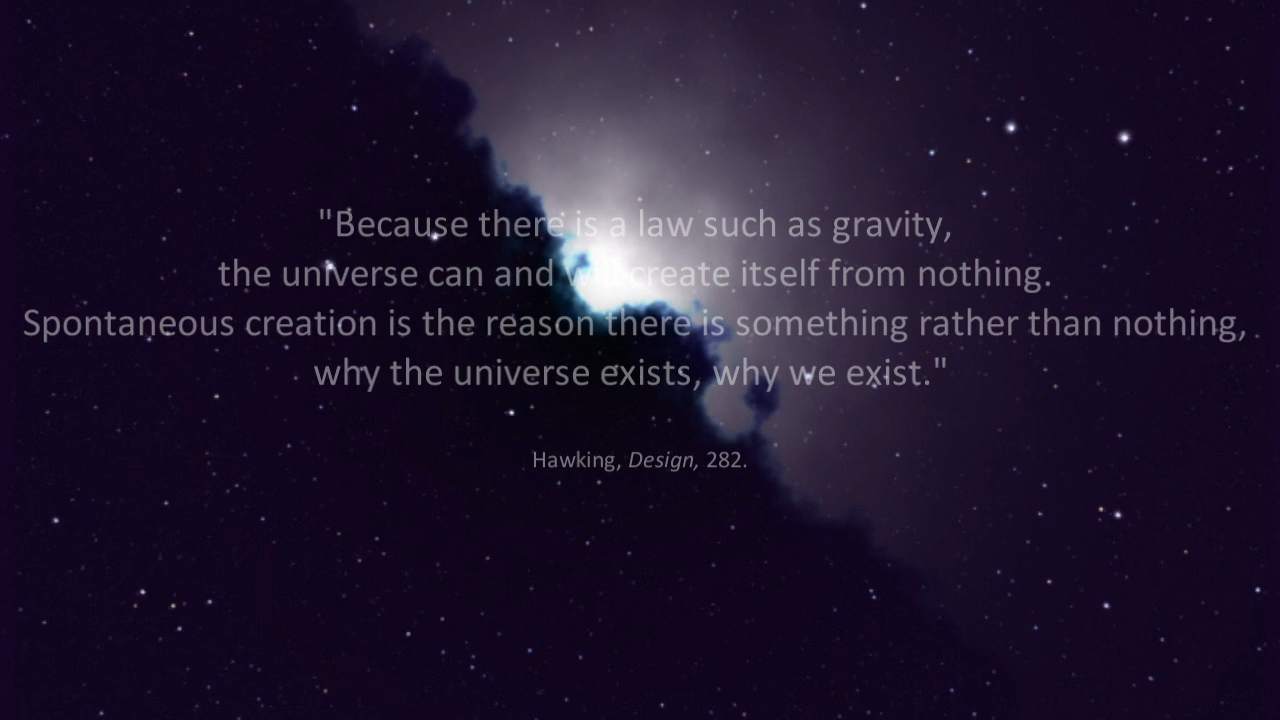 "Because there is a law such as gravity,
the universe can and will create itself from nothing.
Spontaneous creation is the reason there is something rather than nothing,
why the universe exists, why we exist."
Hawking, Design, 282.